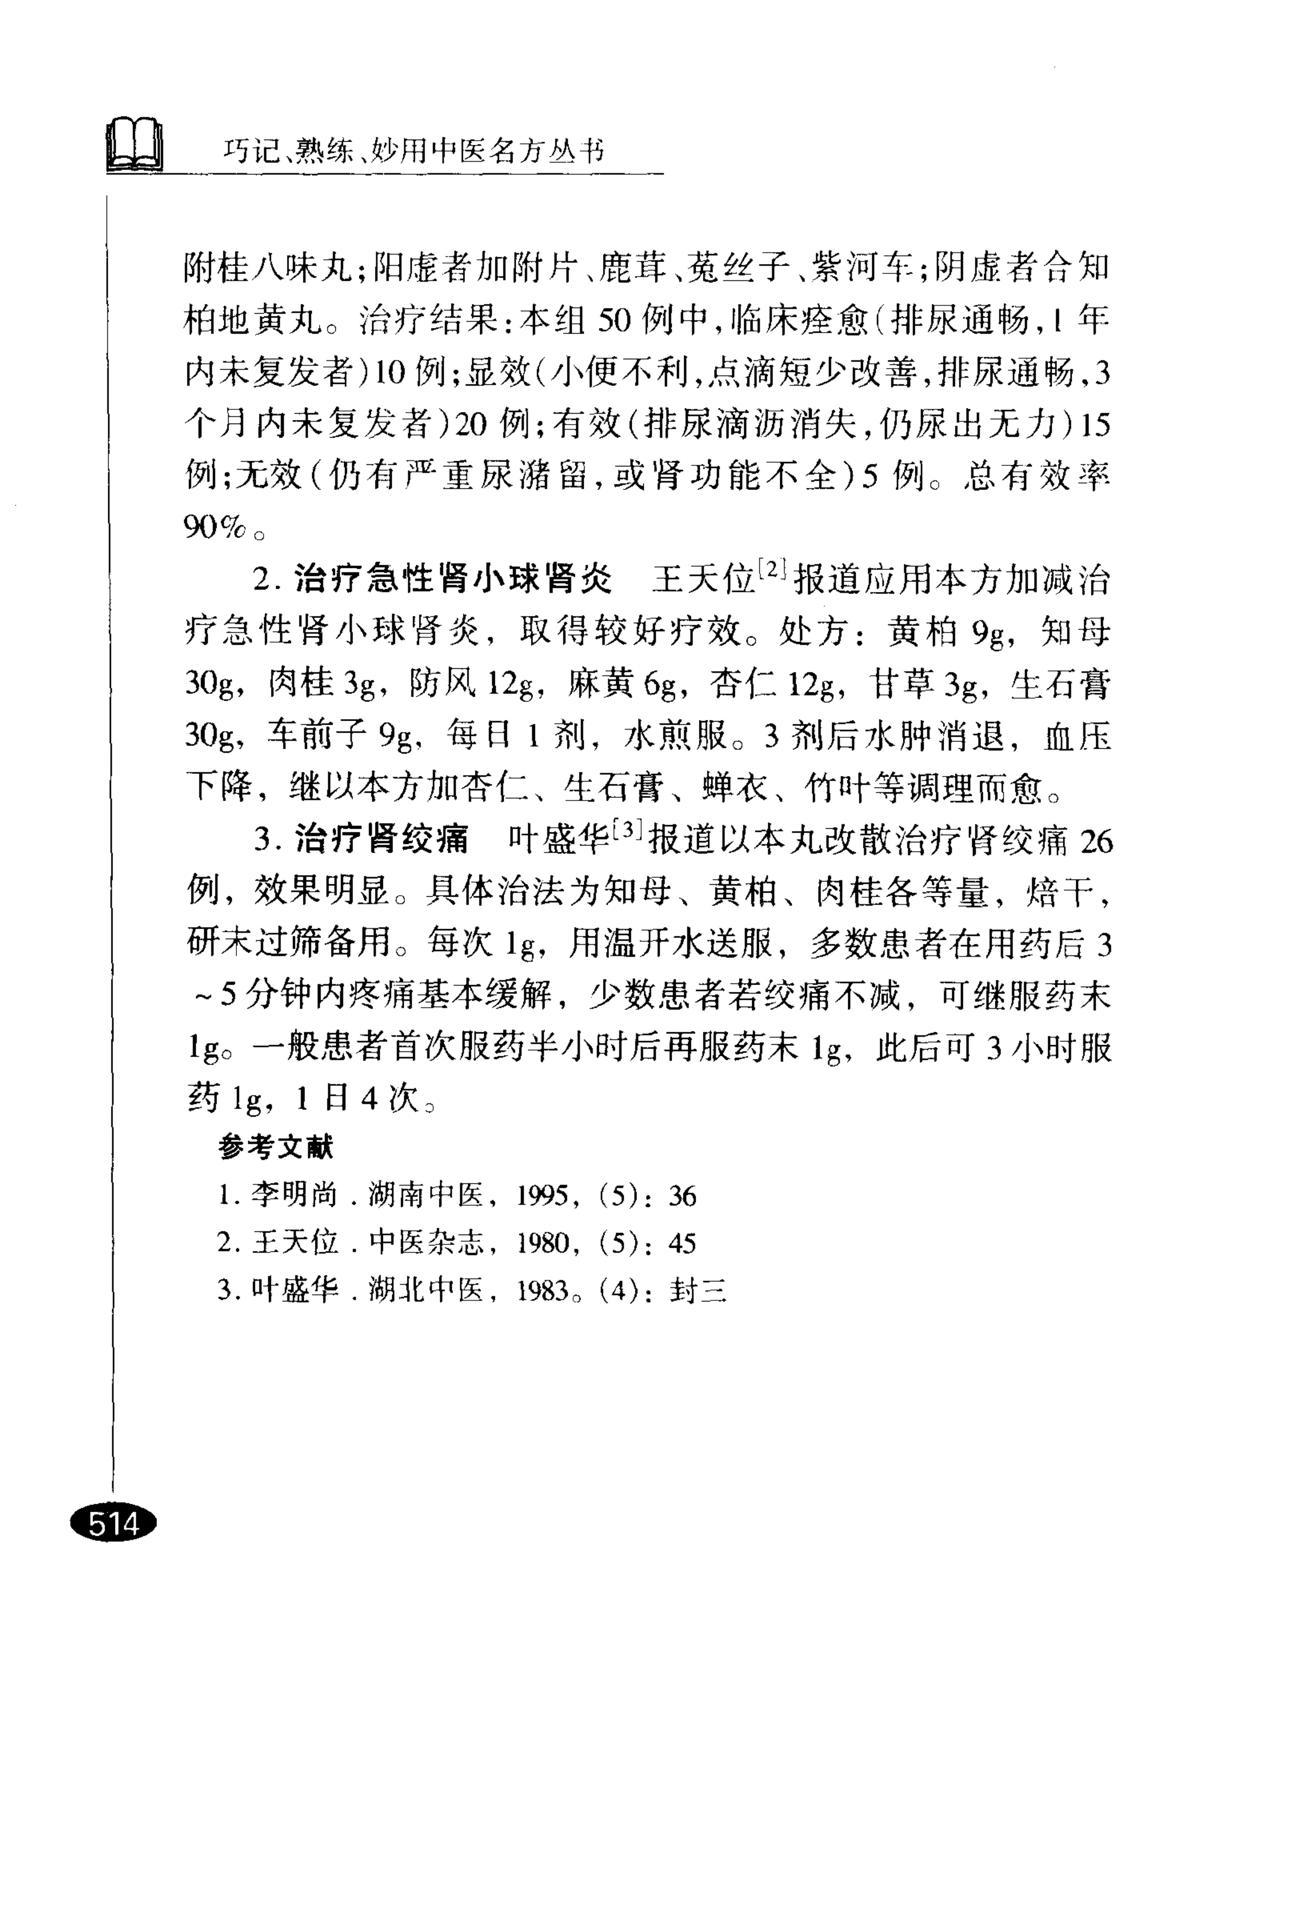 巧记、熟练、妙用中医名方丛书
附桂八味丸;阳虚者加附片、鹿茸、菟丝子、紫河车;阴虚者合知
柏地黄丸。治疗结果:本组 50 例中,临床痊愈(排尿通畅,1 年
内未复发者)10 例;显效(小便不利,点滴短少改善,排尿通畅,3
个月内未复发者)20 例;有效(排尿滴沥消失,仍尿出无力)15
例;无效(仍有严重尿潴留,或肾功能不全)5 例。总有效率
90%。
2. 治疗急性肾小球肾炎　王天位[2]报道应用本方加减治
疗急性肾小球肾炎，取得较好疗效。处方：黄柏 9g，知母
30g，肉桂 3g，防风 12g，麻黄 6g，杏仁 12g，甘草 3g，生石膏
30g，车前子 9g，每日 1 剂，水煎服。3 剂后水肿消退，血压
下降，继以本方加杏仁、生石膏、蝉衣、竹叶等调理而愈。
3. 治疗肾绞痛　叶盛华[3]报道以本丸改散治疗肾绞痛 26
例，效果明显。具体治法为知母、黄柏、肉桂各等量，焙干，
研末过筛备用。每次 1g，用温开水送服，多数患者在用药后 3
~5 分钟内疼痛基本缓解，少数患者若绞痛不减，可继服药末
1g。一般患者首次服药半小时后再服药末 1g，此后可 3 小时服
药 1g，1 日 4 次。
参考文献
1. 李明尚 . 湖南中医，1995，(5)：36
2. 王天位 . 中医杂志，1980，(5)：45
3. 叶盛华 . 湖北中医，1983。(4)：封三
514